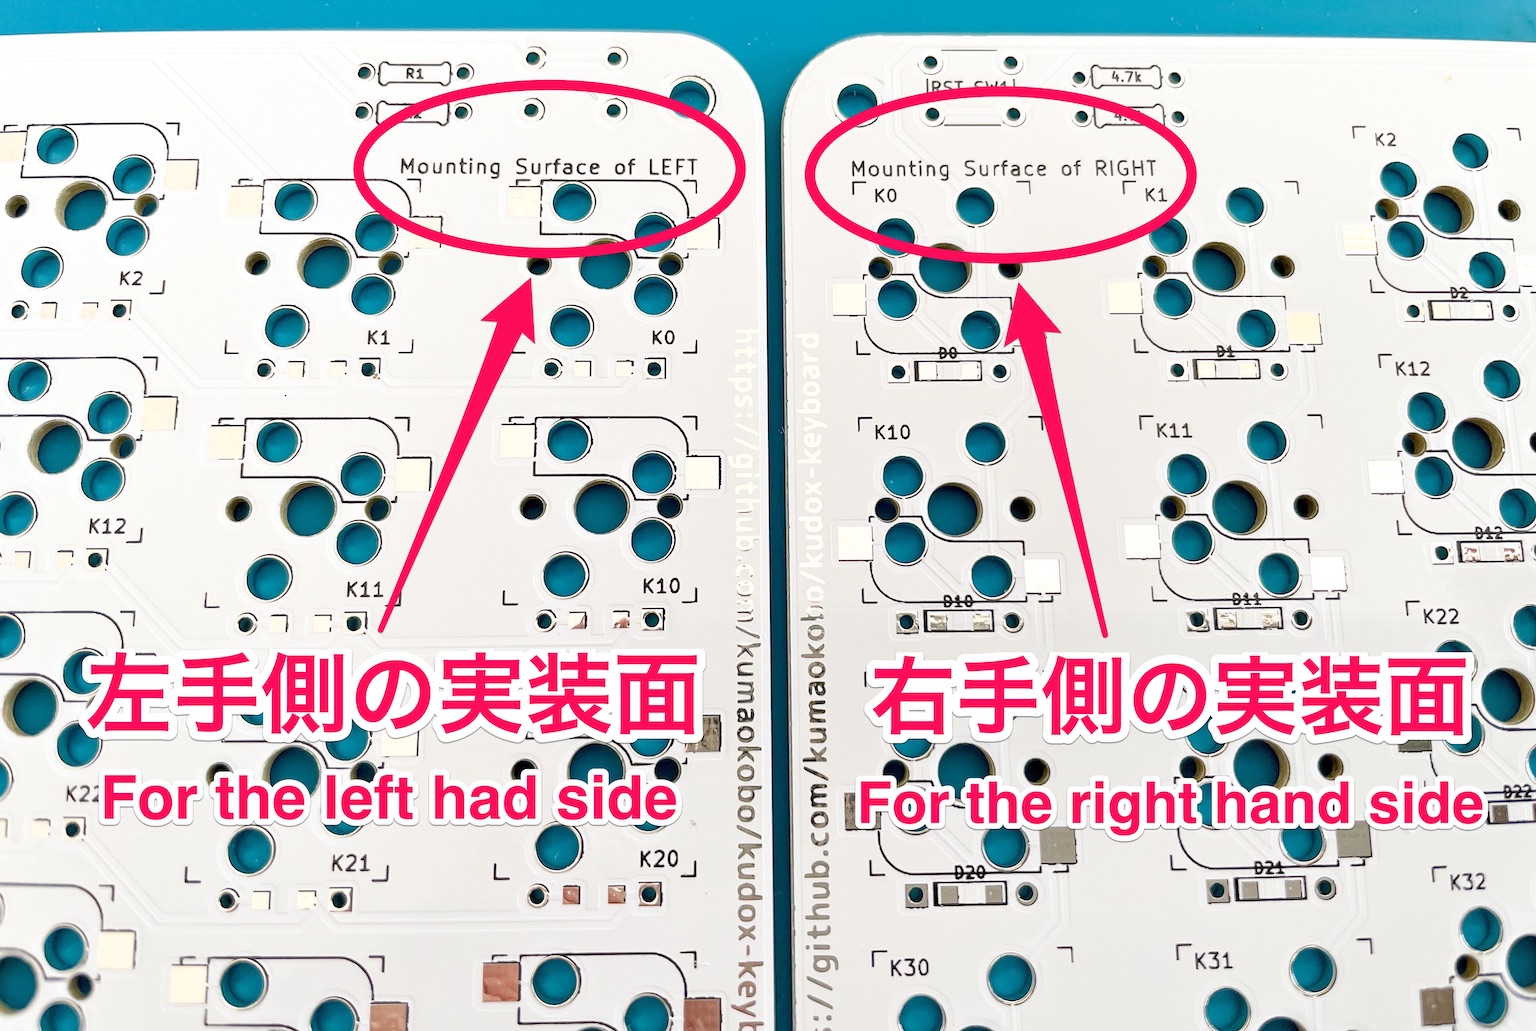 R1
4.7k
RST SW1
Mounting Surface of LEFT
Mounting Surface of RIGHT
K2
K1
K0
K0
K1
K2
D0
D1
D2
K12
K11
K10
K10
K11
K12
D10
D11
D12
https://github.com/kumaokobo/kudox-keyb
://github.com/kumaokobo/kudox-keyboard
左手側の実装面
右手側の実装面
For the left had side
For the right hand side
K22
K21
K20
K22
D20
D21
D22
K30
K31
K32